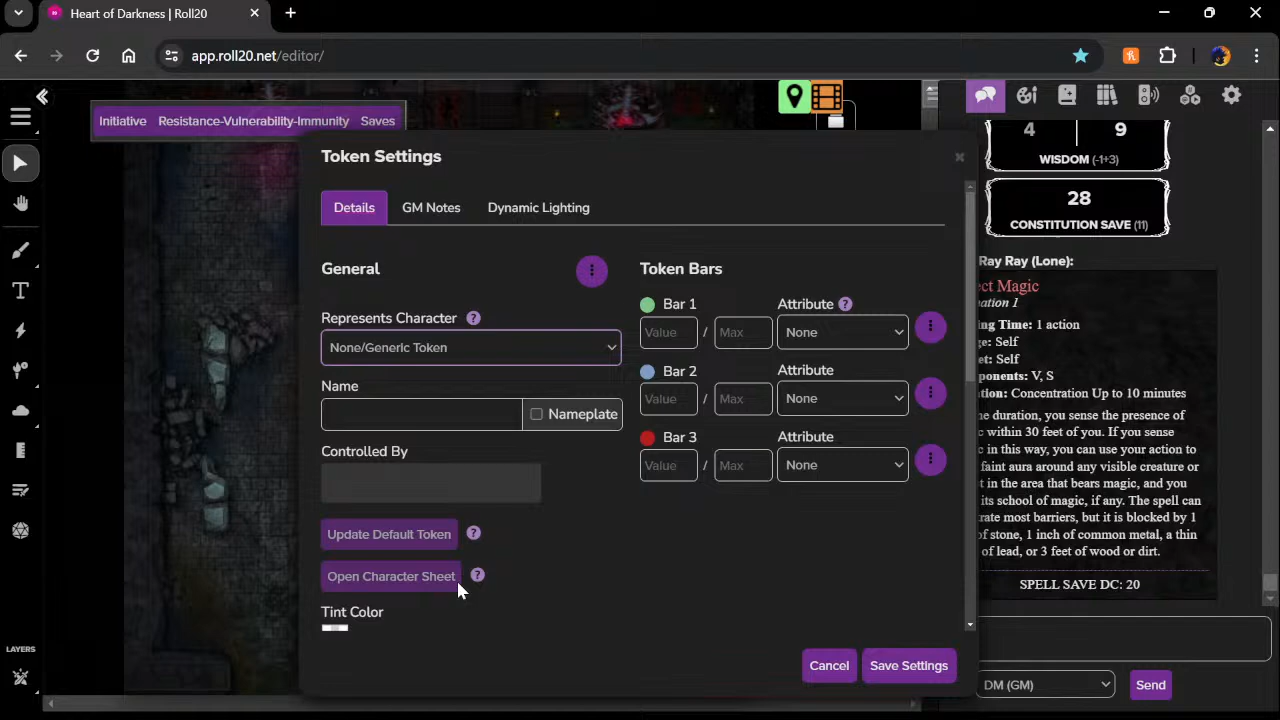 Heart of Darkness | Roll20
app.roll20.net/editor/
Initiative Resistance-Vulnerability-Immunity Saves
Token Settings
Details GM Notes Dynamic Lighting
General
Represents Character ?
None/Generic Token
Name
Nameplate
Controlled By
Update Default Token ?
Open Character Sheet ?
Tint Color
Token Bars
Bar 1 Attribute ?
Value / Max None
Bar 2 Attribute
Value / Max None
Bar 3 Attribute
Value / Max None
Cancel Save Settings
LAYERS
4 9
WISDOM (-1+3)
28
CONSTITUTION SAVE (11)
Ray Ray (Lone):
ect Magic
nation 1
ing Time: 1 action
ge: Self
et: Self
ponents: V, S
tion: Concentration Up to 10 minutes
he duration, you sense the presence of
c within 30 feet of you. If you sense
c in this way, you can use your action to
faint aura around any visible creature or
t in the area that bears magic, and you
its school of magic, if any. The spell can
rate most barriers, but it is blocked by 1
of stone, 1 inch of common metal, a thin
of lead, or 3 feet of wood or dirt.
SPELL SAVE DC: 20
DM (GM) Send